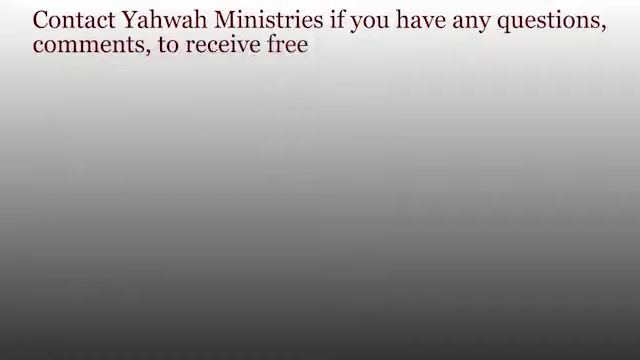 Contact Yahwah Ministries if you have any questions,
comments, to receive free